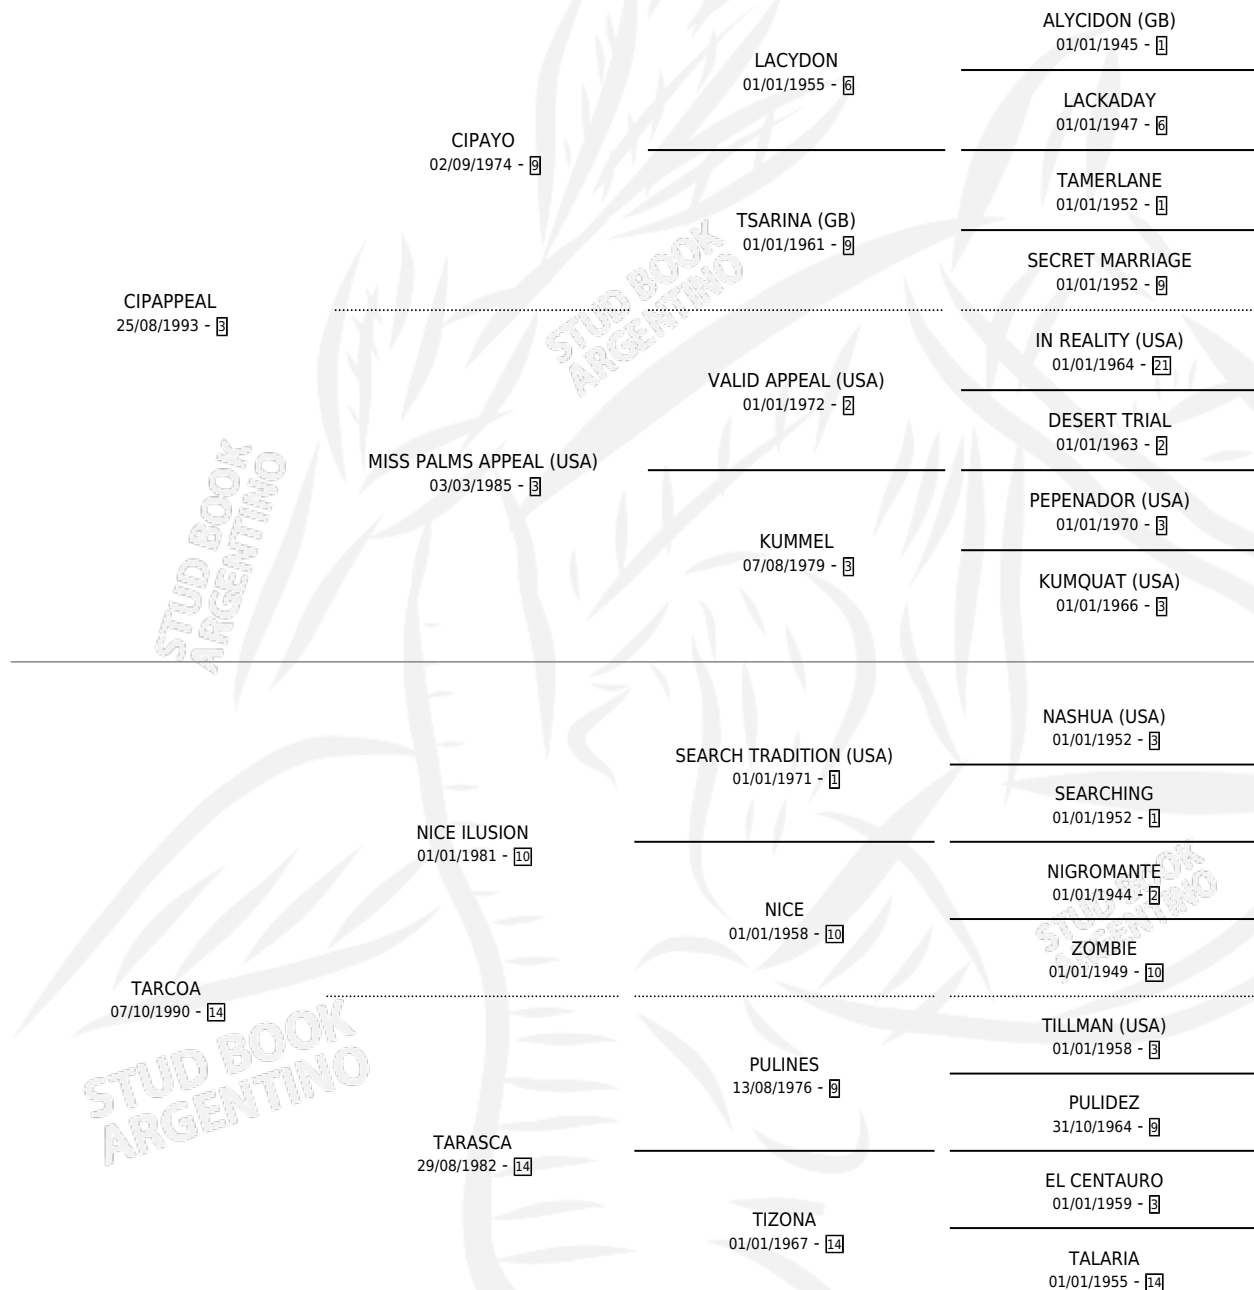 ALYCIDON (GB)
01/01/1945 - 1
LACYDON
01/01/1955 - 6
LACKADAY
01/01/1947 - 6
CIPAYO
02/09/1974 - 9
TAMERLANE
01/01/1952 - 1
TSARINA (GB)
01/01/1961 - 9
SECRET MARRIAGE
01/01/1952 - 9
CIPAPPEAL
25/08/1993 - 3
IN REALITY (USA)
01/01/1964 - 21
VALID APPEAL (USA)
01/01/1972 - 2
DESERT TRIAL
01/01/1963 - 2
MISS PALMS APPEAL (USA)
03/03/1985 - 3
PEPENADOR (USA)
01/01/1970 - 3
KUMMEL
07/08/1979 - 3
KUMQUAT (USA)
01/01/1966 - 3
NASHUA (USA)
01/01/1952 - 3
SEARCH TRADITION (USA)
01/01/1971 - 1
SEARCHING
01/01/1952 - 1
NICE ILUSION
01/01/1981 - 10
NIGROMANTE
01/01/1944 - 2
NICE
01/01/1958 - 10
ZOMBIE
01/01/1949 - 10
TARCOA
07/10/1990 - 14
TILLMAN (USA)
01/01/1958 - 3
PULINES
13/08/1976 - 9
PULIDEZ
31/10/1964 - 9
TARASCA
29/08/1982 - 14
EL CENTAURO
01/01/1959 - 3
TIZONA
01/01/1967 - 14
TALARIA
01/01/1955 - 14
STUD BOOK
ARGENTINO
STUD BOOK
ARGENTINO
STUD BOOK
ARGENTINO
STUD BOOK
ARGENTINO